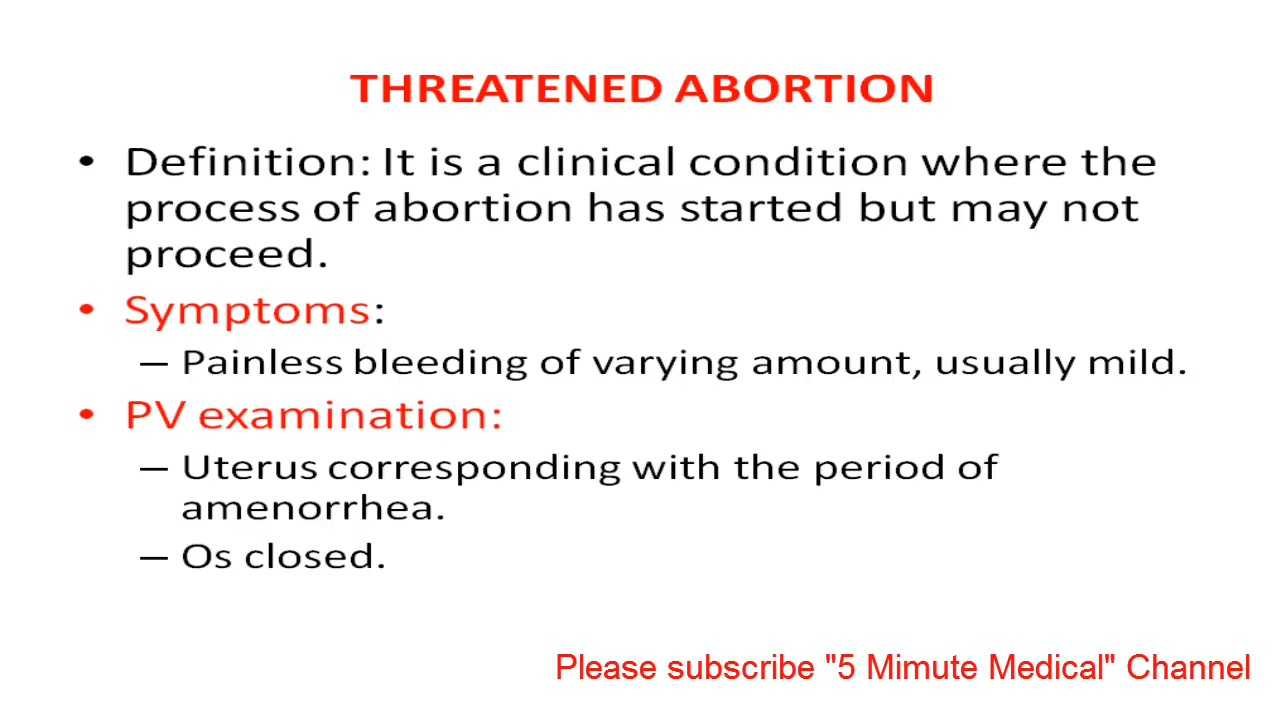 THREATENED ABORTION
• Definition: It is a clinical condition where the
process of abortion has started but may not
proceed.
• Symptoms:
– Painless bleeding of varying amount, usually mild.
• PV examination:
– Uterus corresponding with the period of
amenorrhea.
– Os closed.
Please subscribe "5 Mimute Medical" Channel